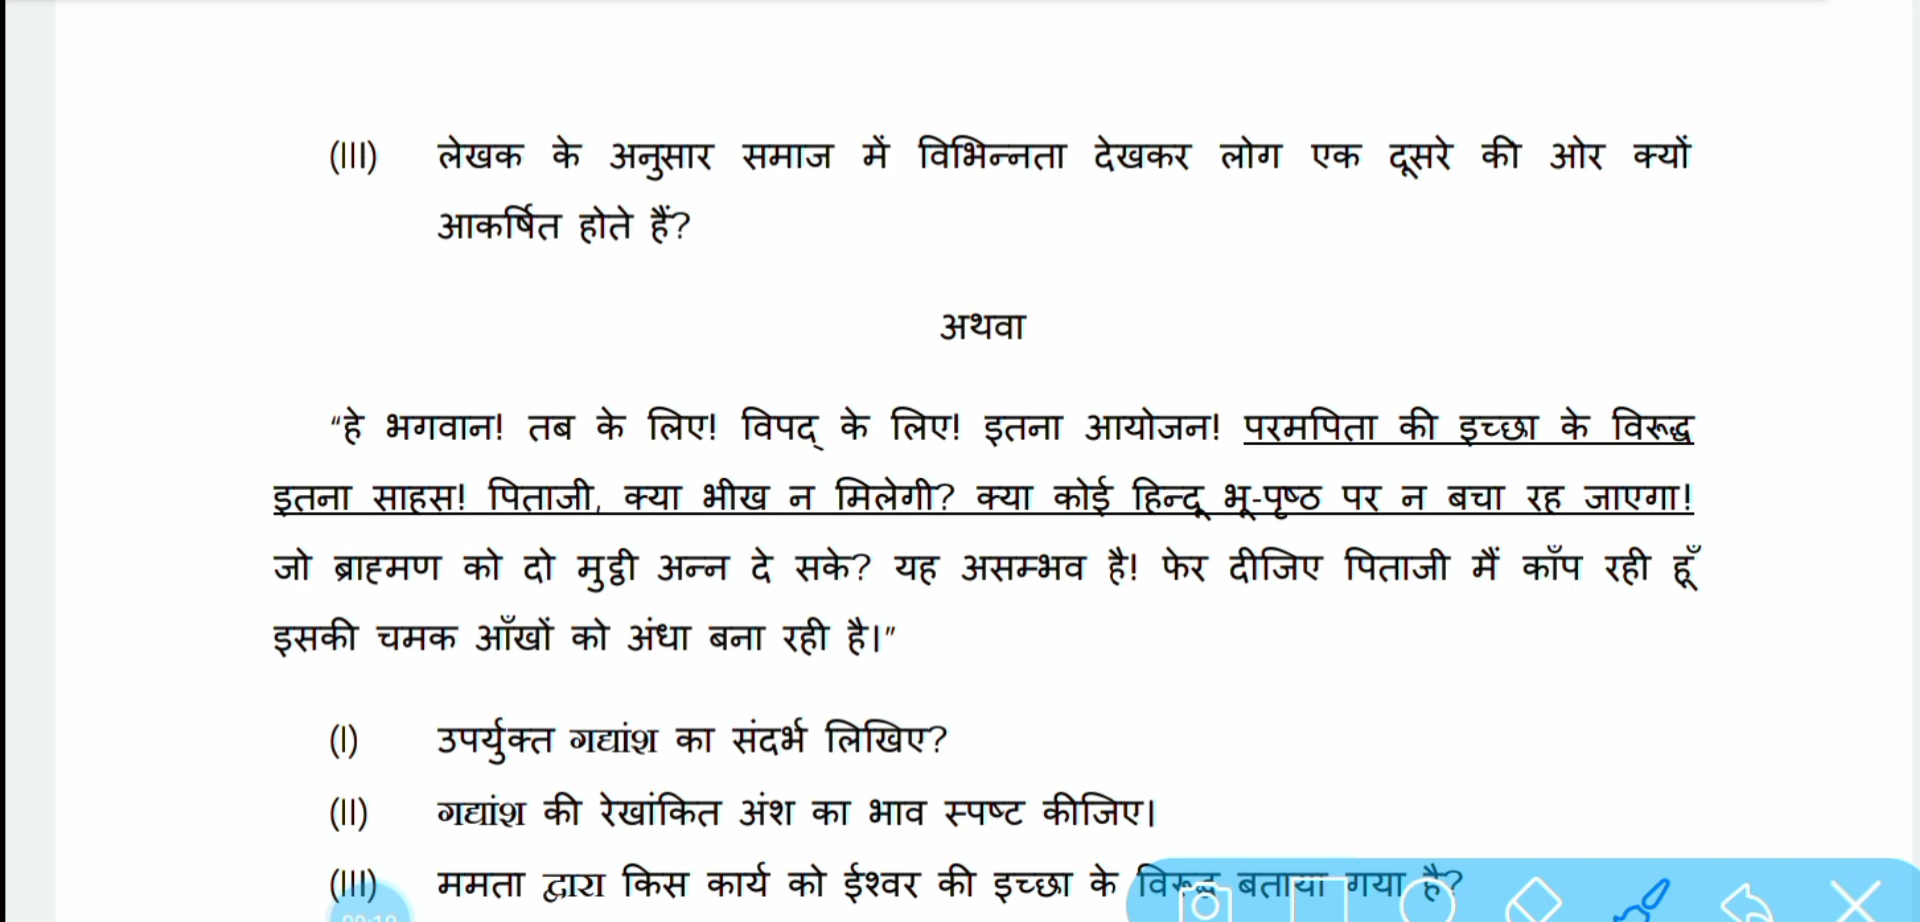 (III) लेखक के अनुसार समाज में विभिन्नता देखकर लोग एक दूसरे की ओर क्यों
आकर्षित होते हैं?
अथवा
“हे भगवान! तब के लिए! विपद् के लिए! इतना आयोजन! परमपिता की इच्छा के विरूद्ध
इतना साहस! पिताजी, क्या भीख न मिलेगी? क्या कोई हिन्दू भू-पृष्ठ पर न बचा रह जाएगा!
जो ब्राह्मण को दो मुट्ठी अन्न दे सके? यह असम्भव है! फेर दीजिए पिताजी मैं काँप रही हूँ
इसकी चमक आँखों को अंधा बना रही है।”
(I) उपर्युक्त गद्यांश का संदर्भ लिखिए?
(II) गद्यांश की रेखांकित अंश का भाव स्पष्ट कीजिए।
(III) ममता द्वारा किस कार्य को ईश्वर की इच्छा के विरूद्ध बताया गया है?